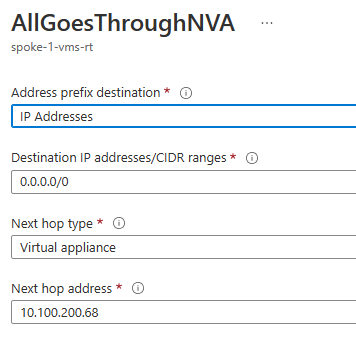 AllGoesThroughNVA ...
spoke-1-vms-rt
Address prefix destination *
IP Addresses
Destination IP addresses/CIDR ranges *
0.0.0.0/0
Next hop type *
Virtual appliance
Next hop address *
10.100.200.68